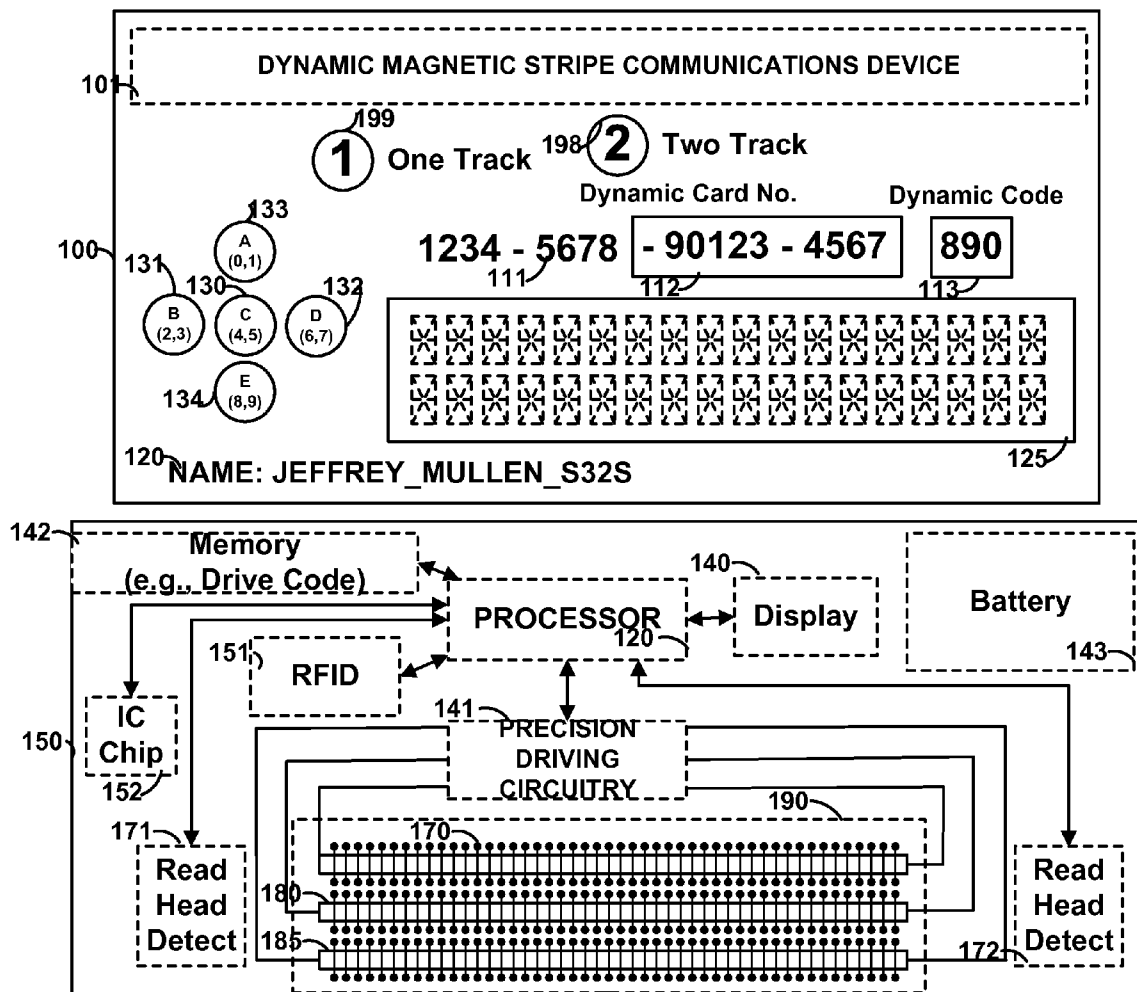 DYNAMIC MAGNETIC STRIPE COMMUNICATIONS DEVICE
101
199
1 One Track
198 2 Two Track
Dynamic Card No. Dynamic Code
133
A
(0,1)
100
1234 - 5678 - 90123 - 4567 890
111 112 113
131 130 132
B
(2,3)
C
(4,5)
D
(6,7)
134
E
(8,9)
125
120
NAME: JEFFREY_MULLEN_S32S
142
Memory
(e.g., Drive Code)
PROCESSOR
120
140
Display
Battery
143
151
RFID
141
PRECISION
DRIVING
CIRCUITRY
150
IC
Chip
152
190
170
171
Read
Head
Detect
180
185
Read
Head
Detect
172